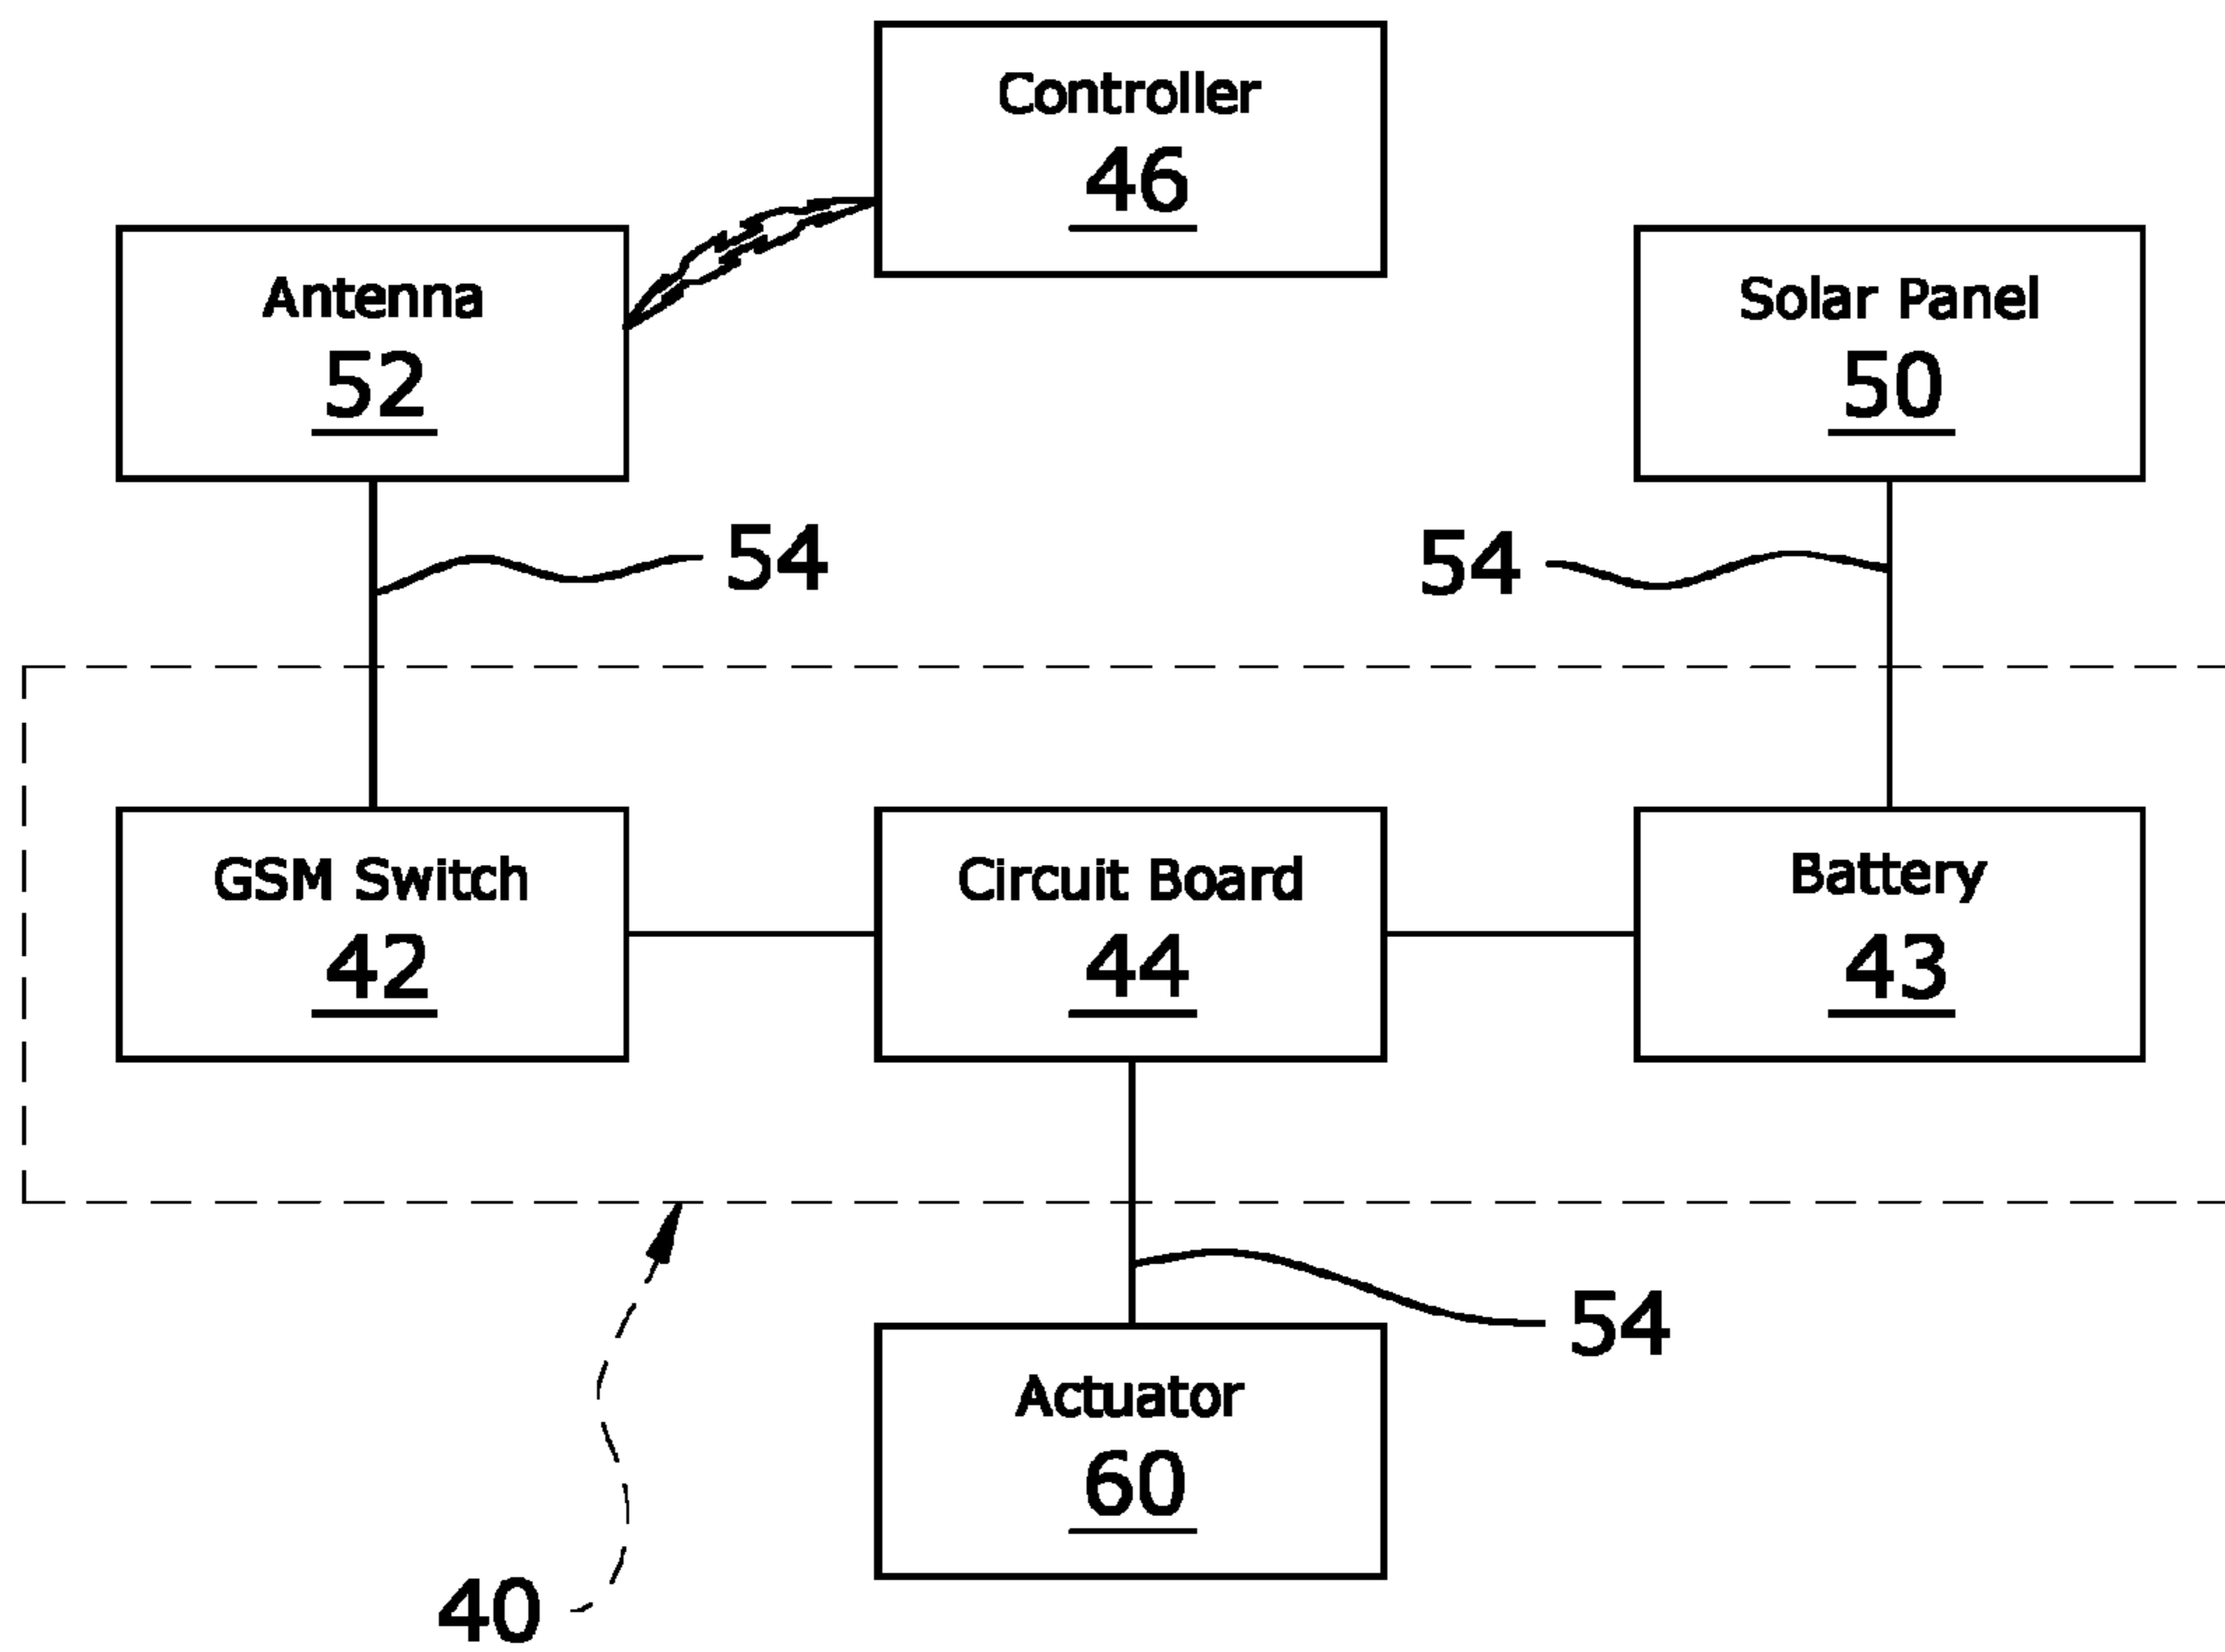 Controller
46
Antenna
52
Solar Panel
50
54
54
GSM Switch
42
Circuit Board
44
Battery
43
54
Actuator
60
40